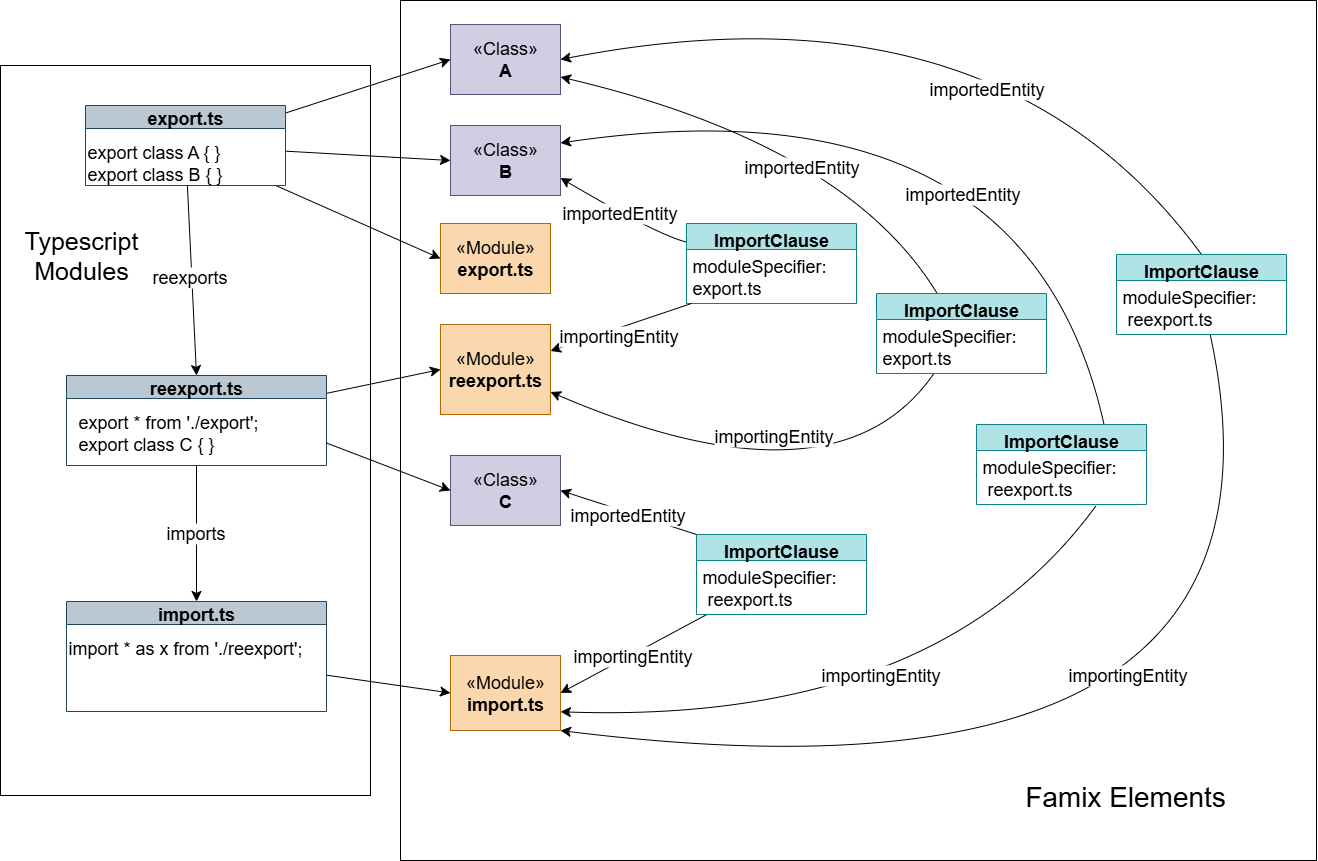 Typescript
Modules
export.ts
export class A { }
export class B { }
reexports
reexport.ts
export * from './export';
export class C { }
imports
import.ts
import * as x from './reexport';
«Class»
A
«Class»
B
«Module»
export.ts
«Module»
reexport.ts
«Class»
C
«Module»
import.ts
importedEntity
importedEntity
importedEntity
importedEntity
ImportClause
moduleSpecifier:
export.ts
importingEntity
ImportClause
moduleSpecifier:
export.ts
importingEntity
ImportClause
moduleSpecifier:
reexport.ts
ImportClause
moduleSpecifier:
reexport.ts
importedEntity
ImportClause
moduleSpecifier:
reexport.ts
importingEntity
importingEntity
importingEntity
Famix Elements